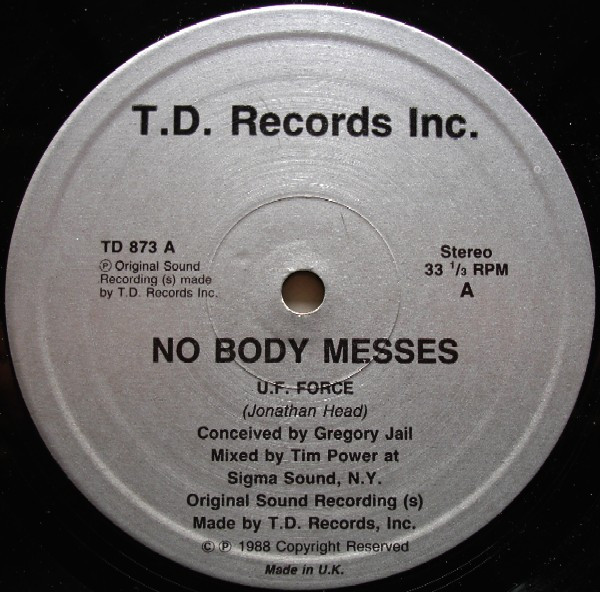 T.D. Records Inc.
TD 873 A
℗ Original Sound
Recording (s) made
by T.D. Records Inc.
Stereo
33 ¹/₃ RPM
A
NO BODY MESSES
U.F. FORCE
(Jonathan Head)
Conceived by Gregory Jail
Mixed by Tim Power at
Sigma Sound, N.Y.
Original Sound Recording (s)
Made by T.D. Records, Inc.
© ℗ 1988 Copyright Reserved
Made in U.K.